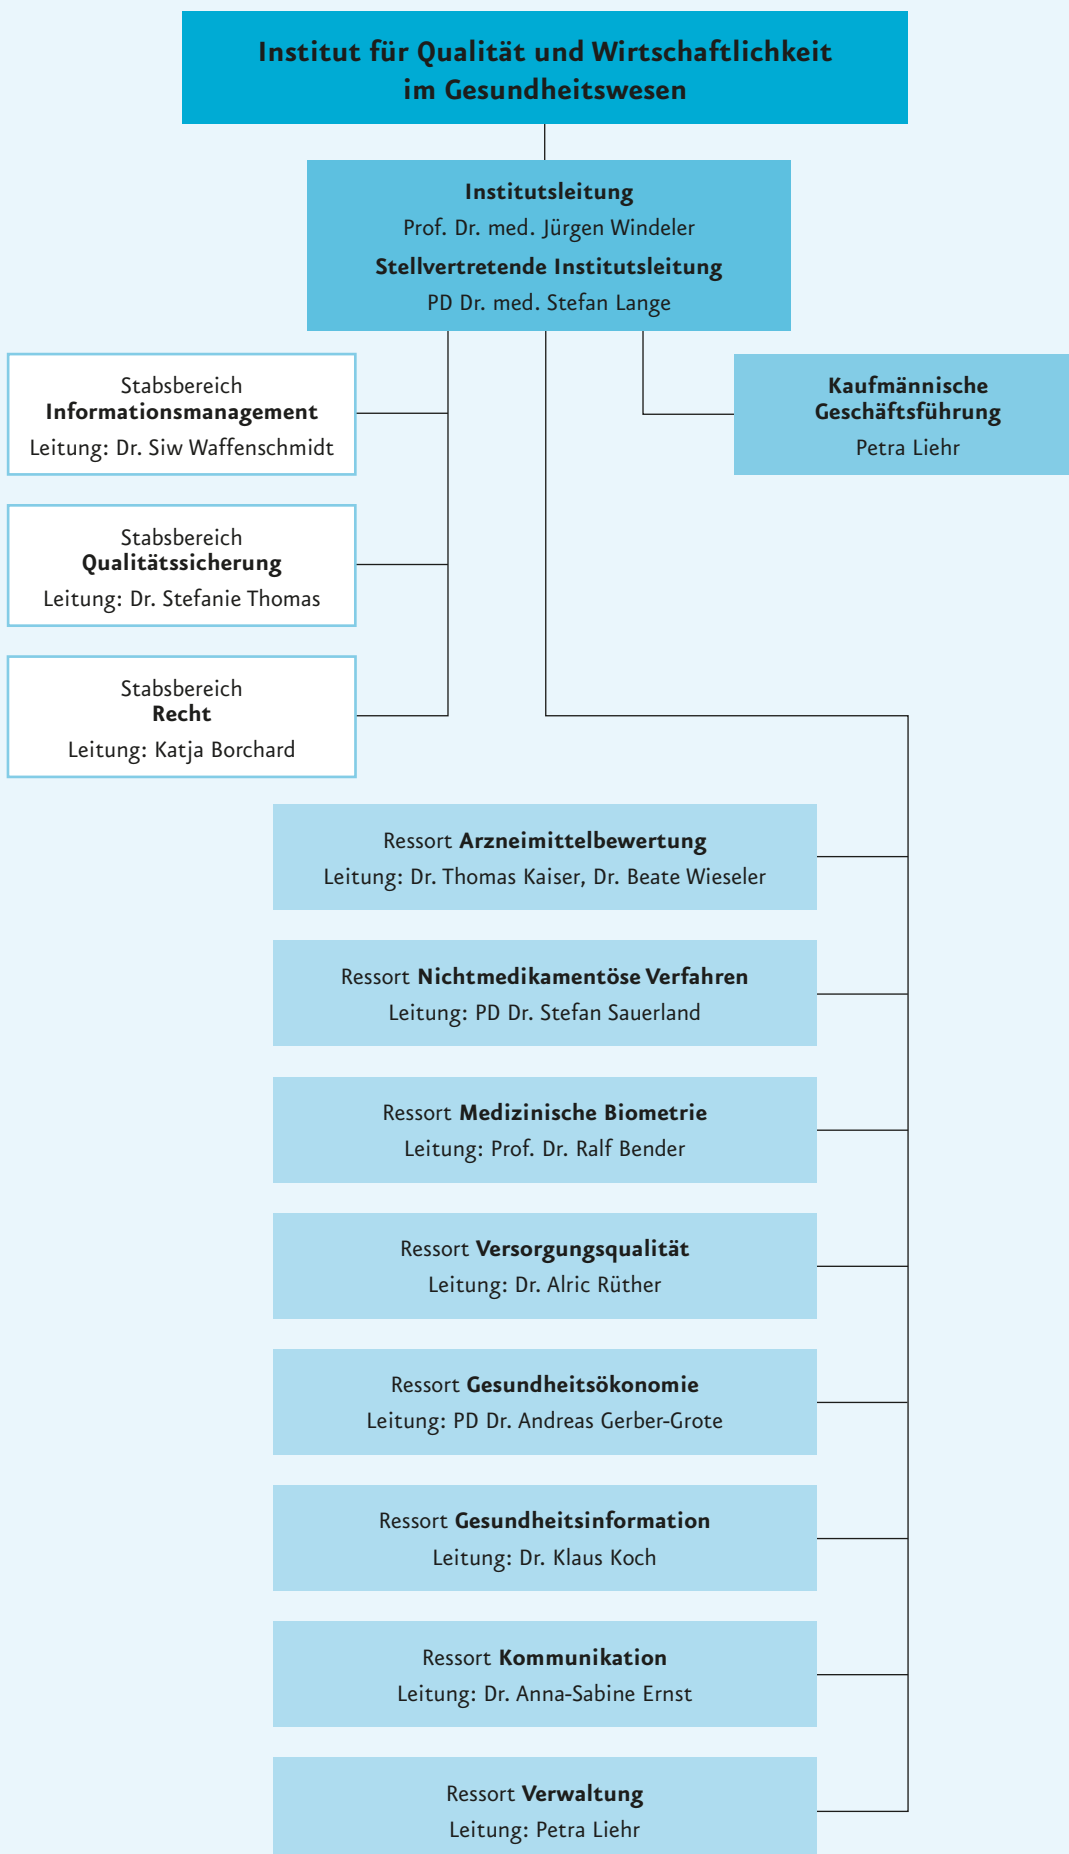 Institut für Qualität und Wirtschaftlichkeit
im Gesundheitswesen
Institutsleitung
Prof. Dr. med. Jürgen Windeler
Stellvertretende Institutsleitung
PD Dr. med. Stefan Lange
Stabsbereich
Informationsmanagement
Leitung: Dr. Siw Waffenschmidt
Kaufmännische
Geschäftsführung
Petra Liehr
Stabsbereich
Qualitätssicherung
Leitung: Dr. Stefanie Thomas
Stabsbereich
Recht
Leitung: Katja Borchard
Ressort Arzneimittelbewertung
Leitung: Dr. Thomas Kaiser, Dr. Beate Wieseler
Ressort Nichtmedikamentöse Verfahren
Leitung: PD Dr. Stefan Sauerland
Ressort Medizinische Biometrie
Leitung: Prof. Dr. Ralf Bender
Ressort Versorgungsqualität
Leitung: Dr. Alric Rüther
Ressort Gesundheitsökonomie
Leitung: PD Dr. Andreas Gerber-Grote
Ressort Gesundheitsinformation
Leitung: Dr. Klaus Koch
Ressort Kommunikation
Leitung: Dr. Anna-Sabine Ernst
Ressort Verwaltung
Leitung: Petra Liehr